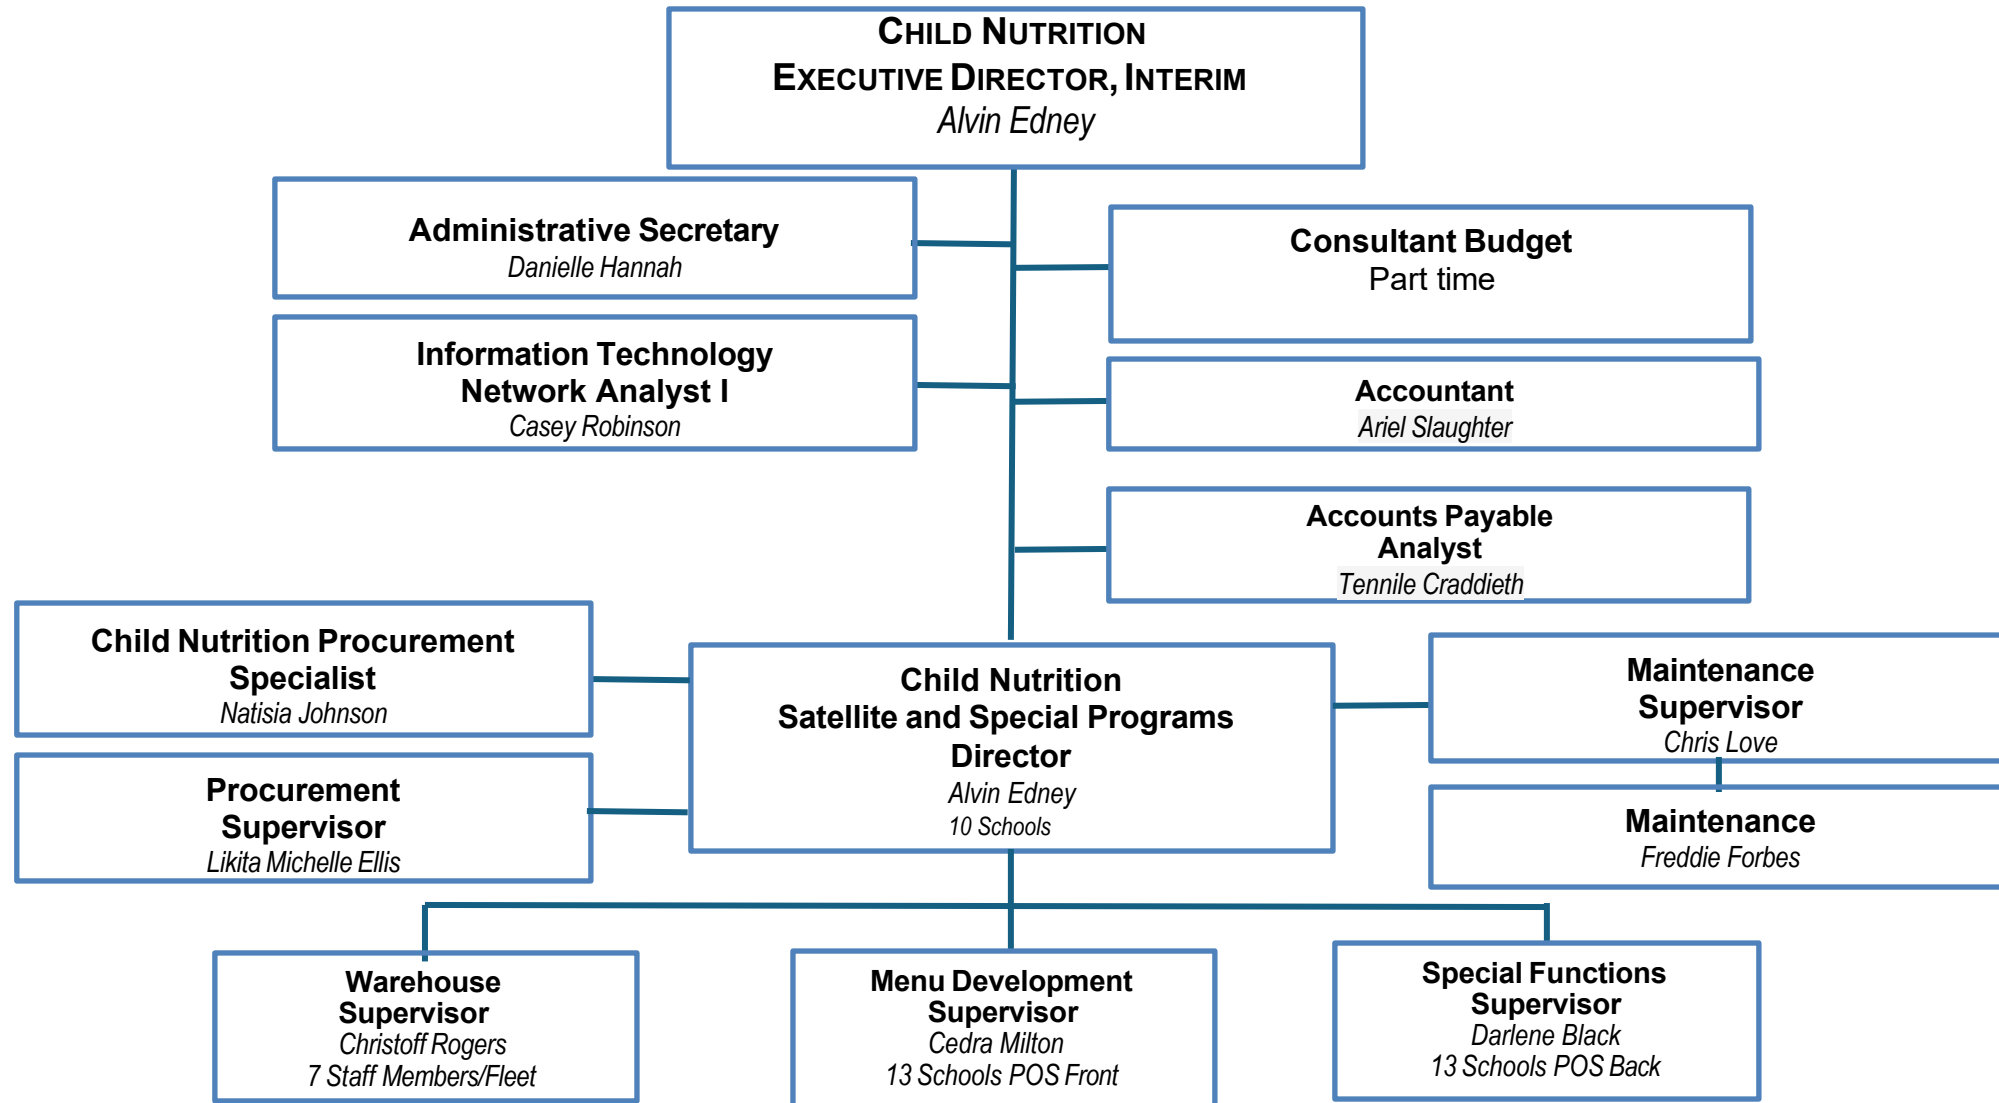 CHILD NUTRITION
EXECUTIVE DIRECTOR, INTERIM
Alvin Edney
Administrative Secretary
Danielle Hannah
Consultant Budget
Part time
Information Technology
Network Analyst I
Casey Robinson
Accountant
Ariel Slaughter
Accounts Payable
Analyst
Tennile Craddieth
Child Nutrition Procurement
Specialist
Natisia Johnson
Child Nutrition
Satellite and Special Programs
Director
Alvin Edney
10 Schools
Maintenance
Supervisor
Chris Love
Procurement
Supervisor
Likita Michelle Ellis
Maintenance
Freddie Forbes
Warehouse
Supervisor
Christoff Rogers
7 Staff Members/Fleet
Menu Development
Supervisor
Cedra Milton
13 Schools POS Front
Special Functions
Supervisor
Darlene Black
13 Schools POS Back